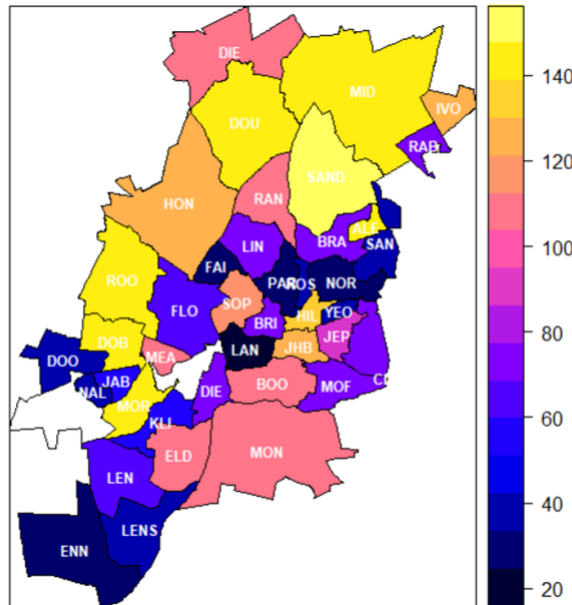 DIE
MID
IVO
DOU
RAB
SAND
HON
RAN
ALE
LIN
BRA
SAN
FAI
ROO
PAR
ROS
NOR
FLO
SOP
HIL
YEO
BRI
JEP
DOB
LAN
JHB
DOO
MEA
JAB
BOO
MOF
NAL
DIE
MOR
KLI
ELD
MON
LEN
LENS
ENN
140
120
100
80
60
40
20